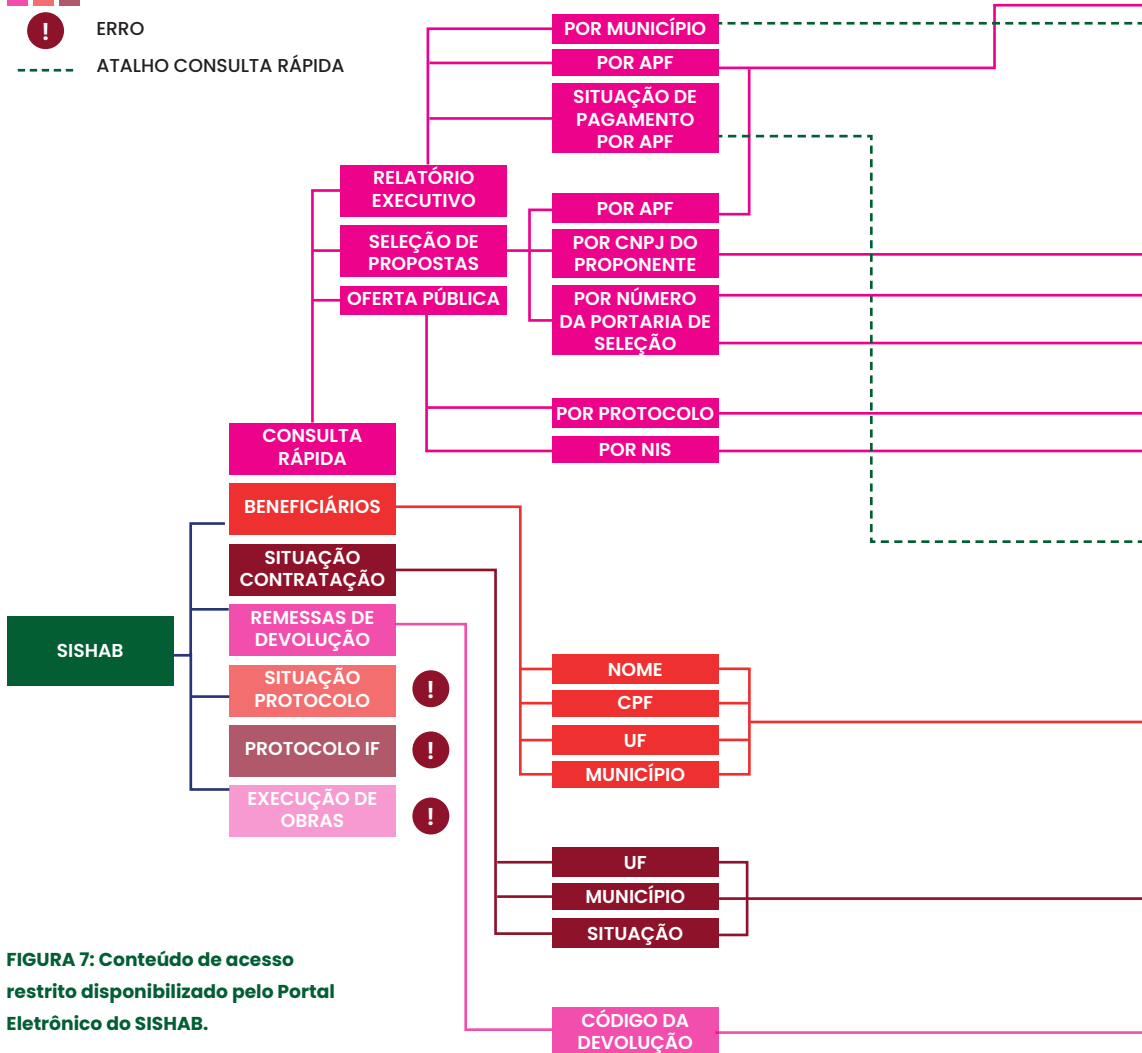 !
ERRO
ATALHO CONSULTA RÁPIDA
POR MUNICÍPIO
POR APF
SITUAÇÃO DE
PAGAMENTO
POR APF
RELATÓRIO
EXECUTIVO
SELEÇÃO DE
PROPOSTAS
OFERTA PÚBLICA
POR APF
POR CNPJ DO
PROPONENTE
POR NÚMERO
DA PORTARIA DE
SELEÇÃO
POR PROTOCOLO
POR NIS
CONSULTA
RÁPIDA
BENEFICIÁRIOS
SITUAÇÃO
CONTRATAÇÃO
REMESSAS DE
DEVOLUÇÃO
SITUAÇÃO
PROTOCOLO
!
PROTOCOLO IF
!
EXECUÇÃO DE
OBRAS
!
SISHAB
NOME
CPF
UF
MUNICÍPIO
UF
MUNICÍPIO
SITUAÇÃO
CÓDIGO DA
DEVOLUÇÃO
FIGURA 7: Conteúdo de acesso
restrito disponibilizado pelo Portal
Eletrônico do SISHAB.